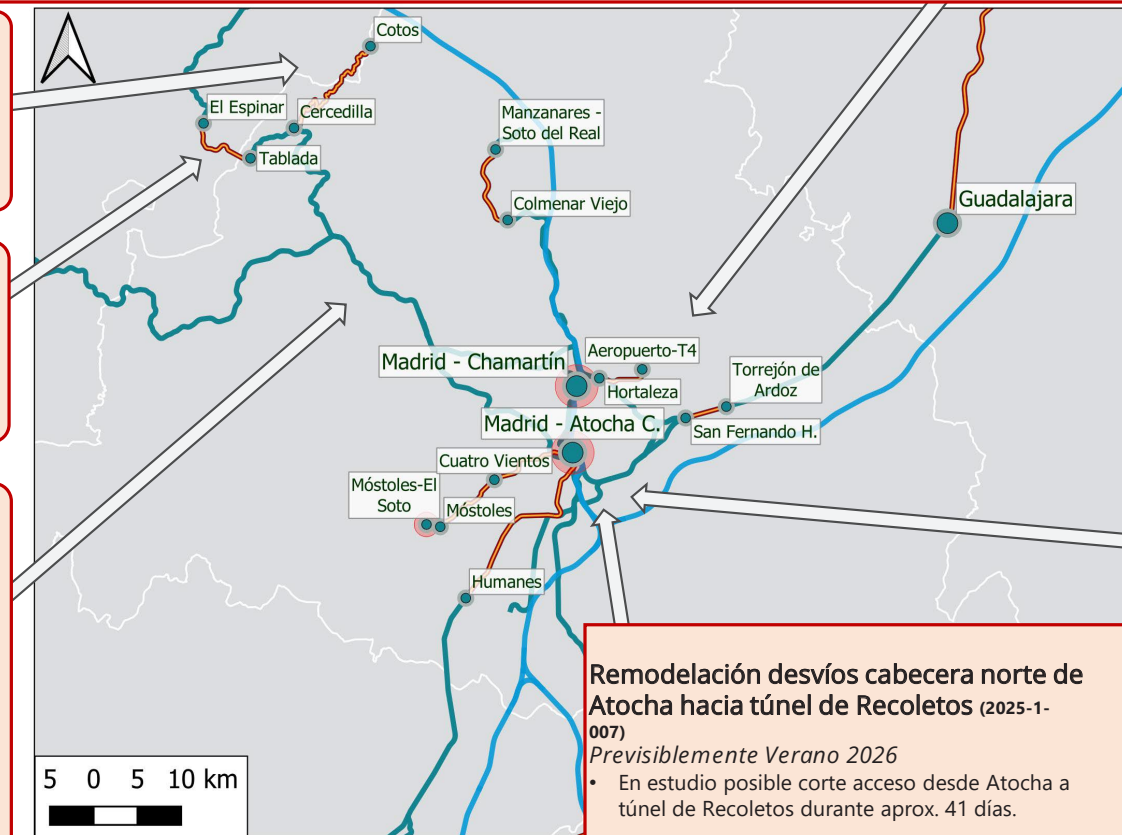 Cotos
El Espinar
Cercedilla
Manzanares -
Soto del Real
Tablada
Guadalajara
Colmenar Viejo
Madrid - Chamartín
Aeropuerto-T4
Hortaleza
Torrejón de
Ardoz
Madrid - Atocha C.
San Fernando H.
Cuatro Vientos
Móstoles-El
Soto
Móstoles
Humanes
Remodelación desvíos cabecera norte de
Atocha hacia túnel de Recoletos (2025-1-
007)
Previsiblemente Verano 2026
• En estudio posible corte acceso desde Atocha a
túnel de Recoletos durante aprox. 41 días.
5 0 5 10 km